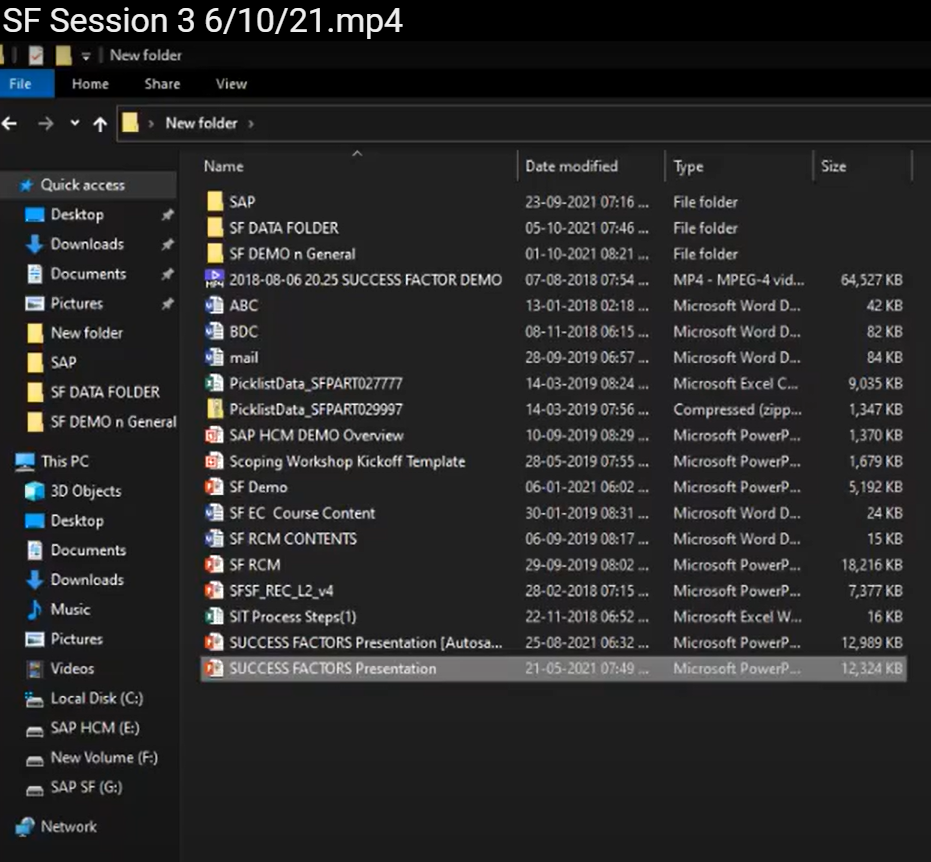 SF Session 3 6/10/21.mp4
New folder
File Home Share View
New folder
Name Date modified Type Size
Quick access
Desktop
Downloads
Documents
Pictures
New folder
SAP
SF DATA FOLDER
SF DEMO n General
This PC
3D Objects
Desktop
Documents
Downloads
Music
Pictures
Videos
Local Disk (C:)
SAP HCM (E:)
New Volume (F:)
SAP SF (G:)
Network
SAP 23-09-2021 07:16 ... File folder
SF DATA FOLDER 05-10-2021 07:46 ... File folder
SF DEMO n General 01-10-2021 08:21 ... File folder
MP4 2018-08-06 20.25 SUCCESS FACTOR DEMO 07-08-2018 07:54 ... MP4 - MPEG-4 vid... 64,527 KB
ABC 13-01-2018 02:18 ... Microsoft Word D... 42 KB
BDC 08-11-2018 06:15 ... Microsoft Word D... 82 KB
mail 28-09-2019 06:57 ... Microsoft Word D... 84 KB
PicklistData_SFPART027777 14-03-2019 08:24 ... Microsoft Excel C... 9,035 KB
PicklistData_SFPART029997 14-03-2019 07:56 ... Compressed (zipp... 1,347 KB
SAP HCM DEMO Overview 10-09-2019 08:29 ... Microsoft PowerP... 1,370 KB
Scoping Workshop Kickoff Template 28-05-2019 07:55 ... Microsoft PowerP... 1,679 KB
SF Demo 06-01-2021 06:02 ... Microsoft PowerP... 5,192 KB
SF EC Course Content 30-01-2019 08:31 ... Microsoft Word D... 24 KB
SF RCM CONTENTS 06-09-2019 08:17 ... Microsoft Word D... 15 KB
SF RCM 29-09-2019 08:02 ... Microsoft PowerP... 18,216 KB
SFSF_REC_L2_v4 28-02-2018 07:15 ... Microsoft PowerP... 7,377 KB
SIT Process Steps(1) 22-11-2018 06:52 ... Microsoft Excel W... 16 KB
SUCCESS FACTORS Presentation [Autosa... 25-08-2021 06:32 ... Microsoft PowerP... 12,989 KB
SUCCESS FACTORS Presentation 21-05-2021 07:49 ... Microsoft PowerP... 12,324 KB